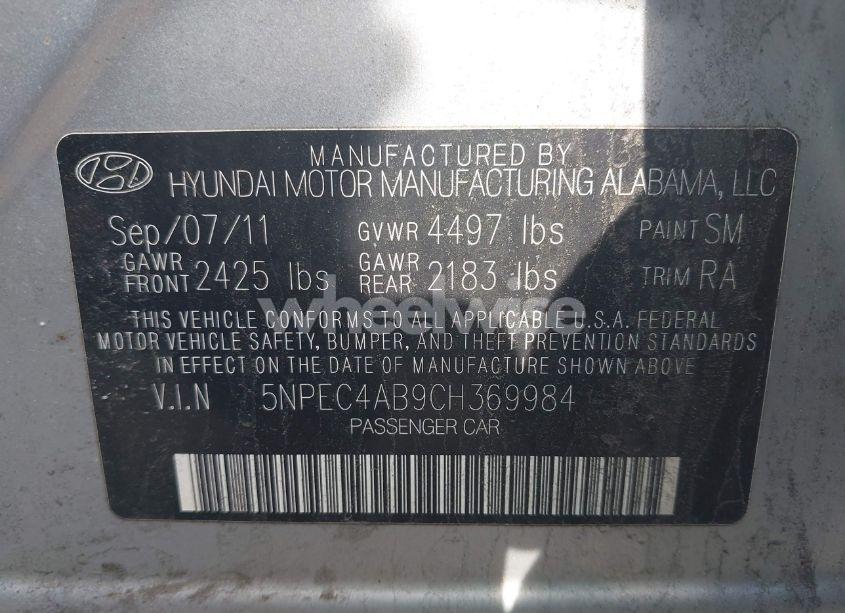 MANUFACTURED BY
HYUNDAI MOTOR MANUFACTURING ALABAMA, LLC
Sep/07/11 GVWR 4497 lbs PAINT SM
GAWR FRONT 2425 lbs GAWR REAR 2183 lbs TRIM RA
wheelwise
THIS VEHICLE CONFORMS TO ALL APPLICABLE U.S.A. FEDERAL
MOTOR VEHICLE SAFETY, BUMPER, AND THEFT PREVENTION STANDARDS
IN EFFECT ON THE DATE OF MANUFACTURE SHOWN ABOVE
V.I.N 5NPEC4AB9CH369984
PASSENGER CAR